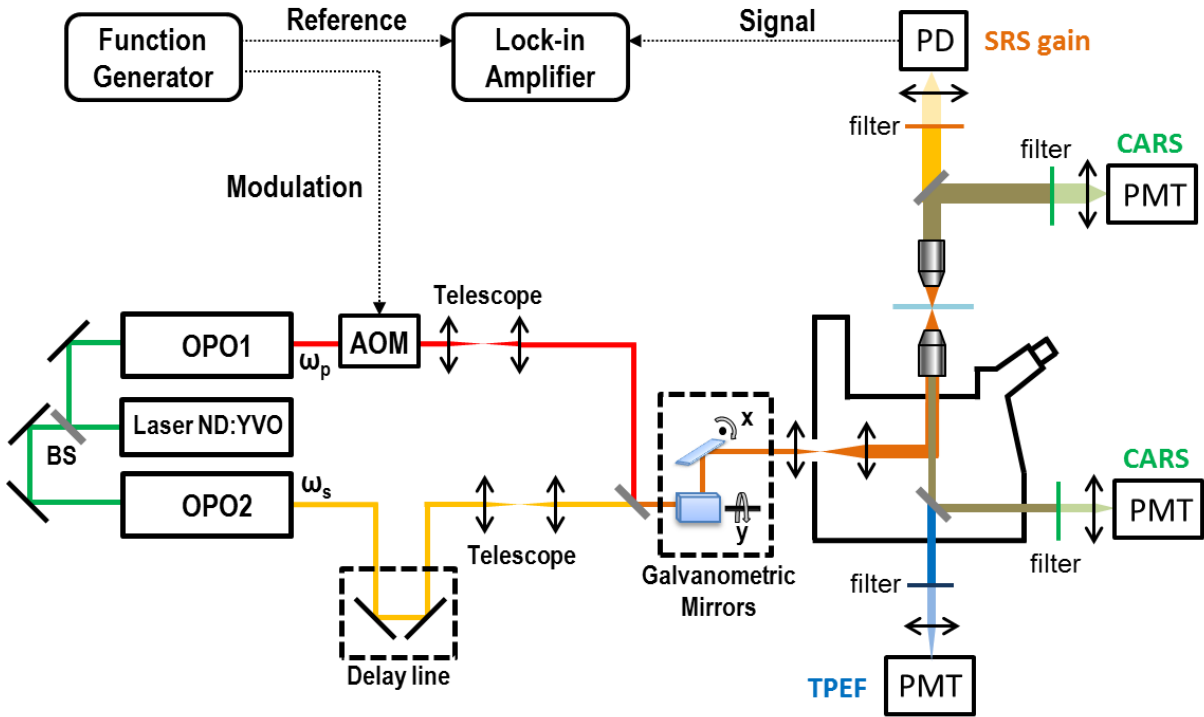 Function
Generator
Reference
Lock-in
Amplifier
Signal
PD
SRS gain
filter
filter
CARS
PMT
Modulation
Telescope
OPO1
ωp
AOM
Laser ND:YVO
BS
OPO2
ωs
Telescope
Delay line
x
y
Galvanometric
Mirrors
CARS
PMT
filter
filter
TPEF
PMT